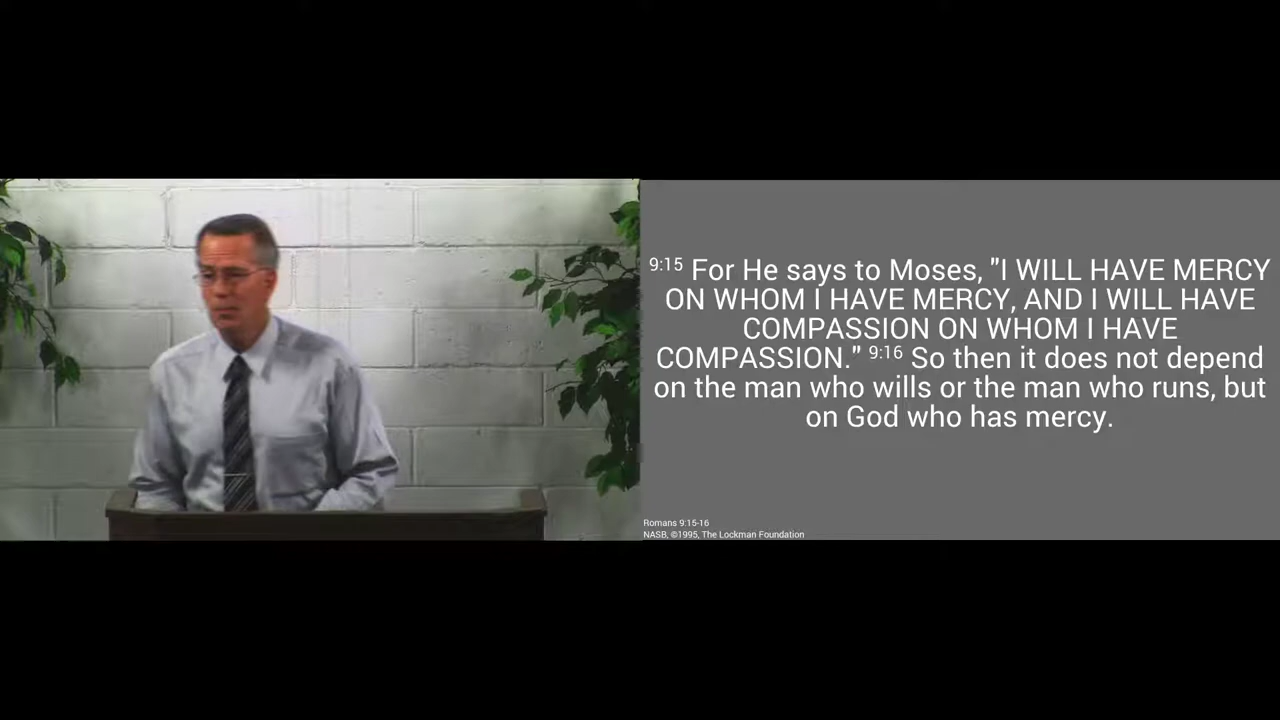 9:15 For He says to Moses, "I WILL HAVE MERCY
ON WHOM I HAVE MERCY, AND I WILL HAVE
COMPASSION ON WHOM I HAVE
COMPASSION." 9:16 So then it does not depend
on the man who wills or the man who runs, but
on God who has mercy.
Romans 9:15-16
NASB, ©1995, The Lockman Foundation